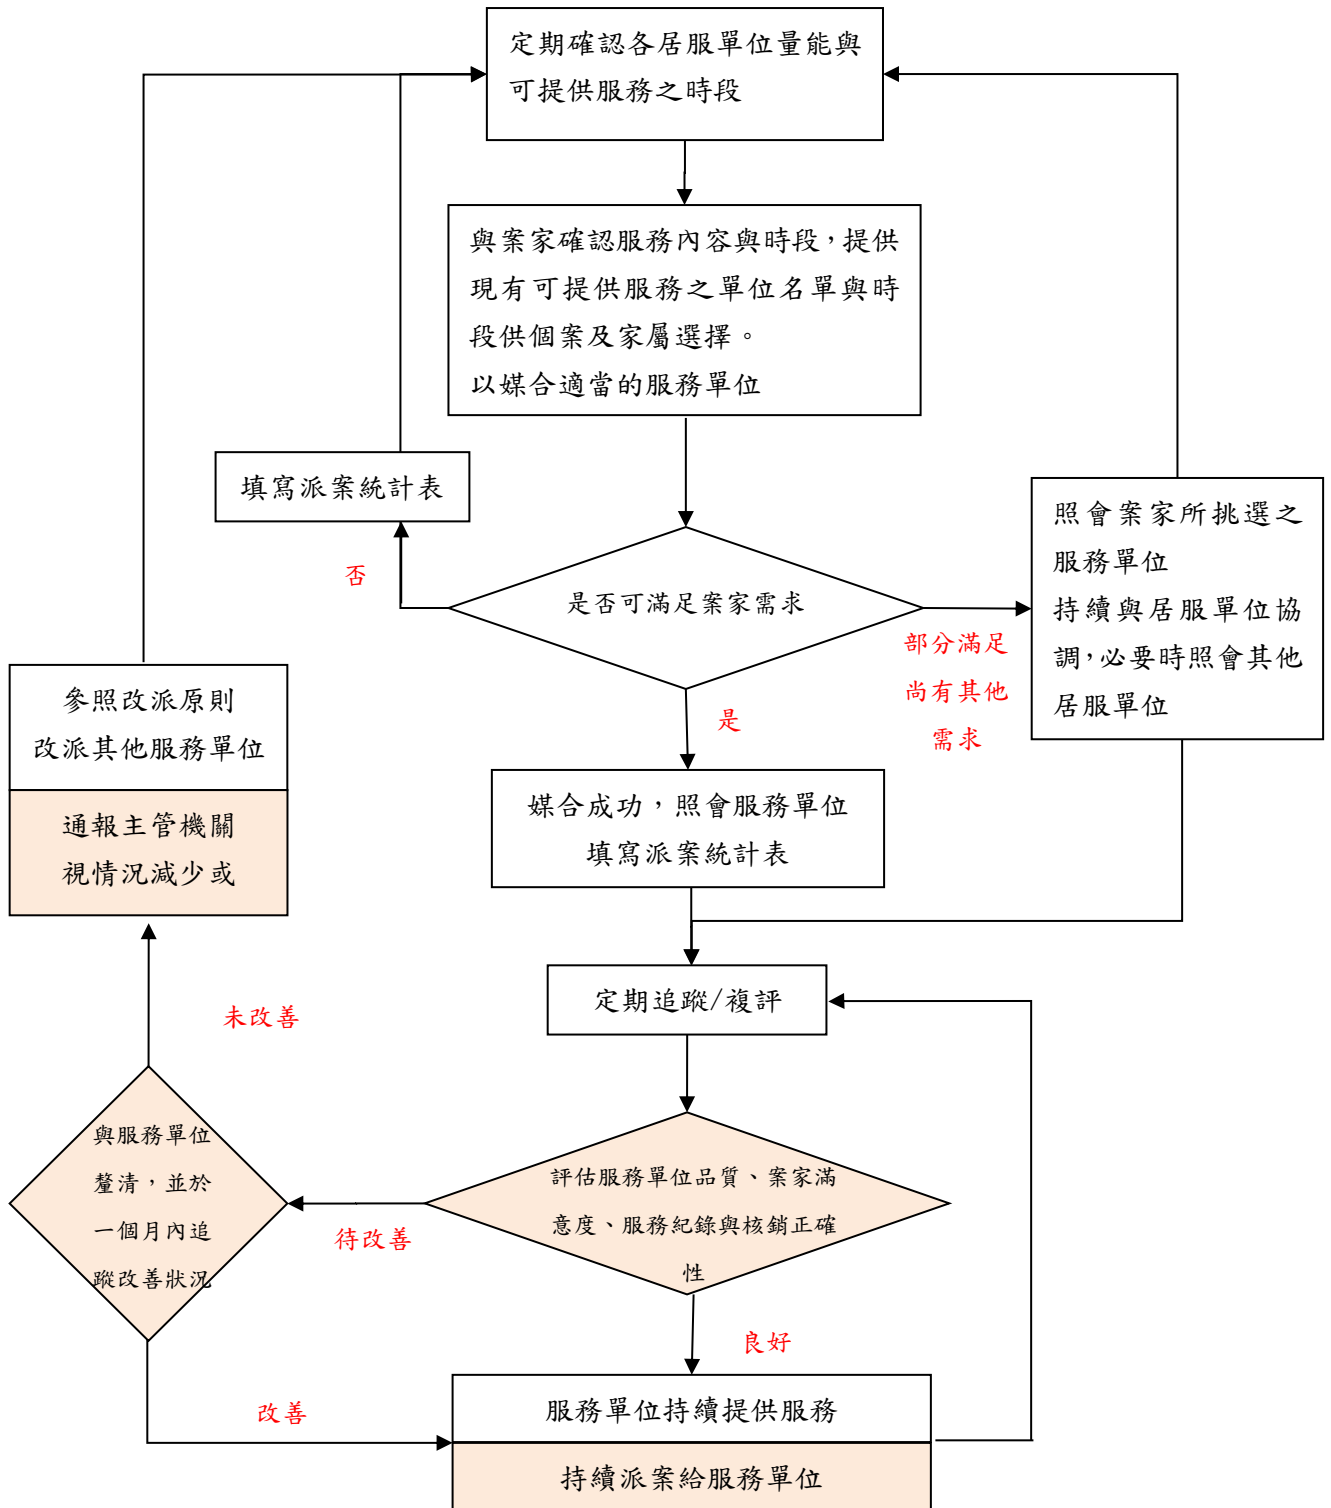 定期確認各居服單位量能與
可提供服務之時段
與案家確認服務內容與時段，提供
現有可提供服務之單位名單與時
段供個案及家屬選擇。
以媒合適當的服務單位
填寫派案統計表
否
是否可滿足案家需求
部分滿足
尚有其他
需求
照會案家所挑選之
服務單位
持續與居服單位協
調，必要時照會其他
居服單位
是
參照改派原則
改派其他服務單位
通報主管機關
視情況減少或
媒合成功，照會服務單位
填寫派案統計表
定期追蹤/複評
未改善
與服務單位
釐清，並於
一個月內追
蹤改善狀況
待改善
評估服務單位品質、案家滿
意度、服務紀錄與核銷正確
性
良好
改善
服務單位持續提供服務
持續派案給服務單位